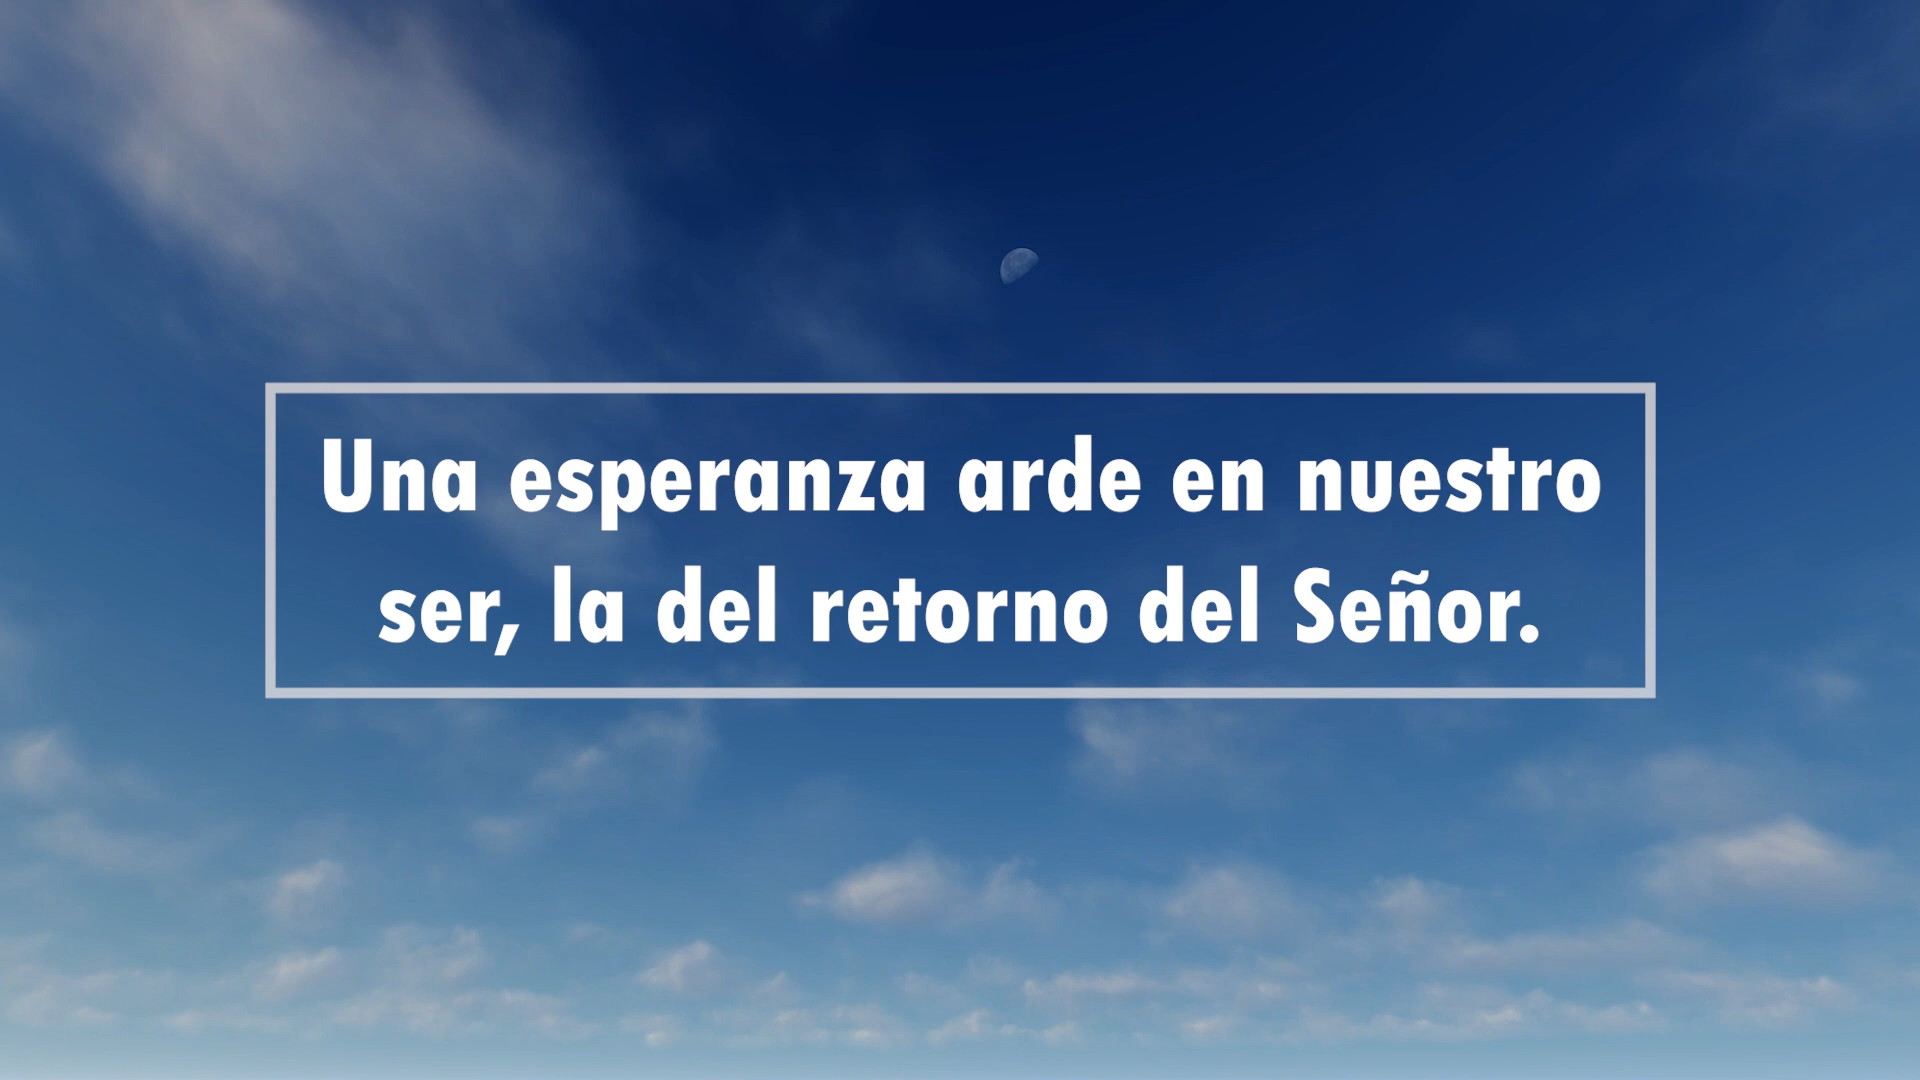 Una esperanza arde en nuestro
ser, la del retorno del Señor.